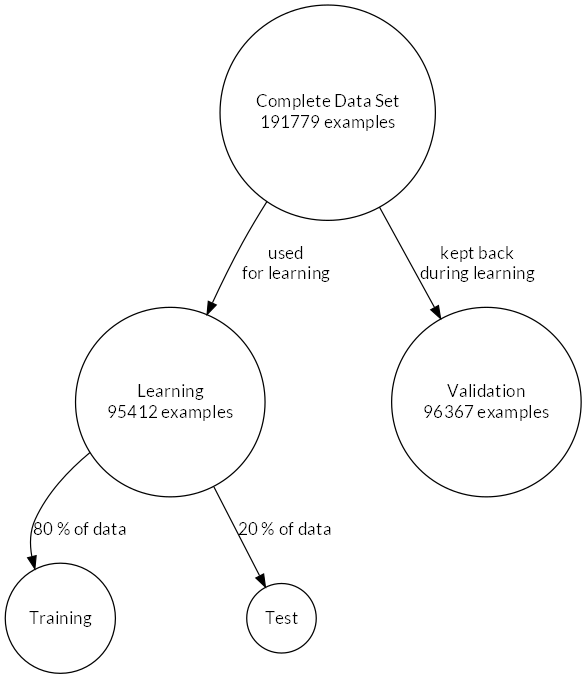 Complete Data Set
191779 examples
used
for learning
kept back
during learning
Learning
95412 examples
Validation
96367 examples
80 % of data
20 % of data
Training
Test